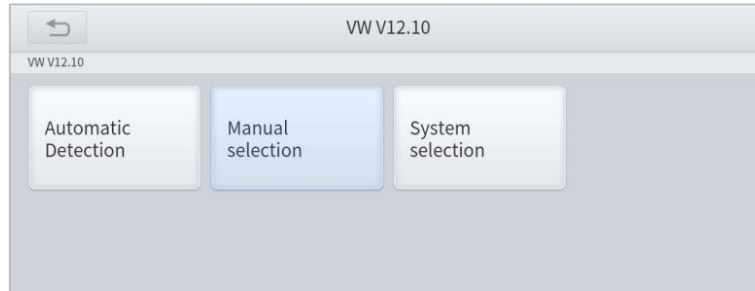 VW V12.10
VW V12.10
Automatic
Detection
Manual
selection
System
selection